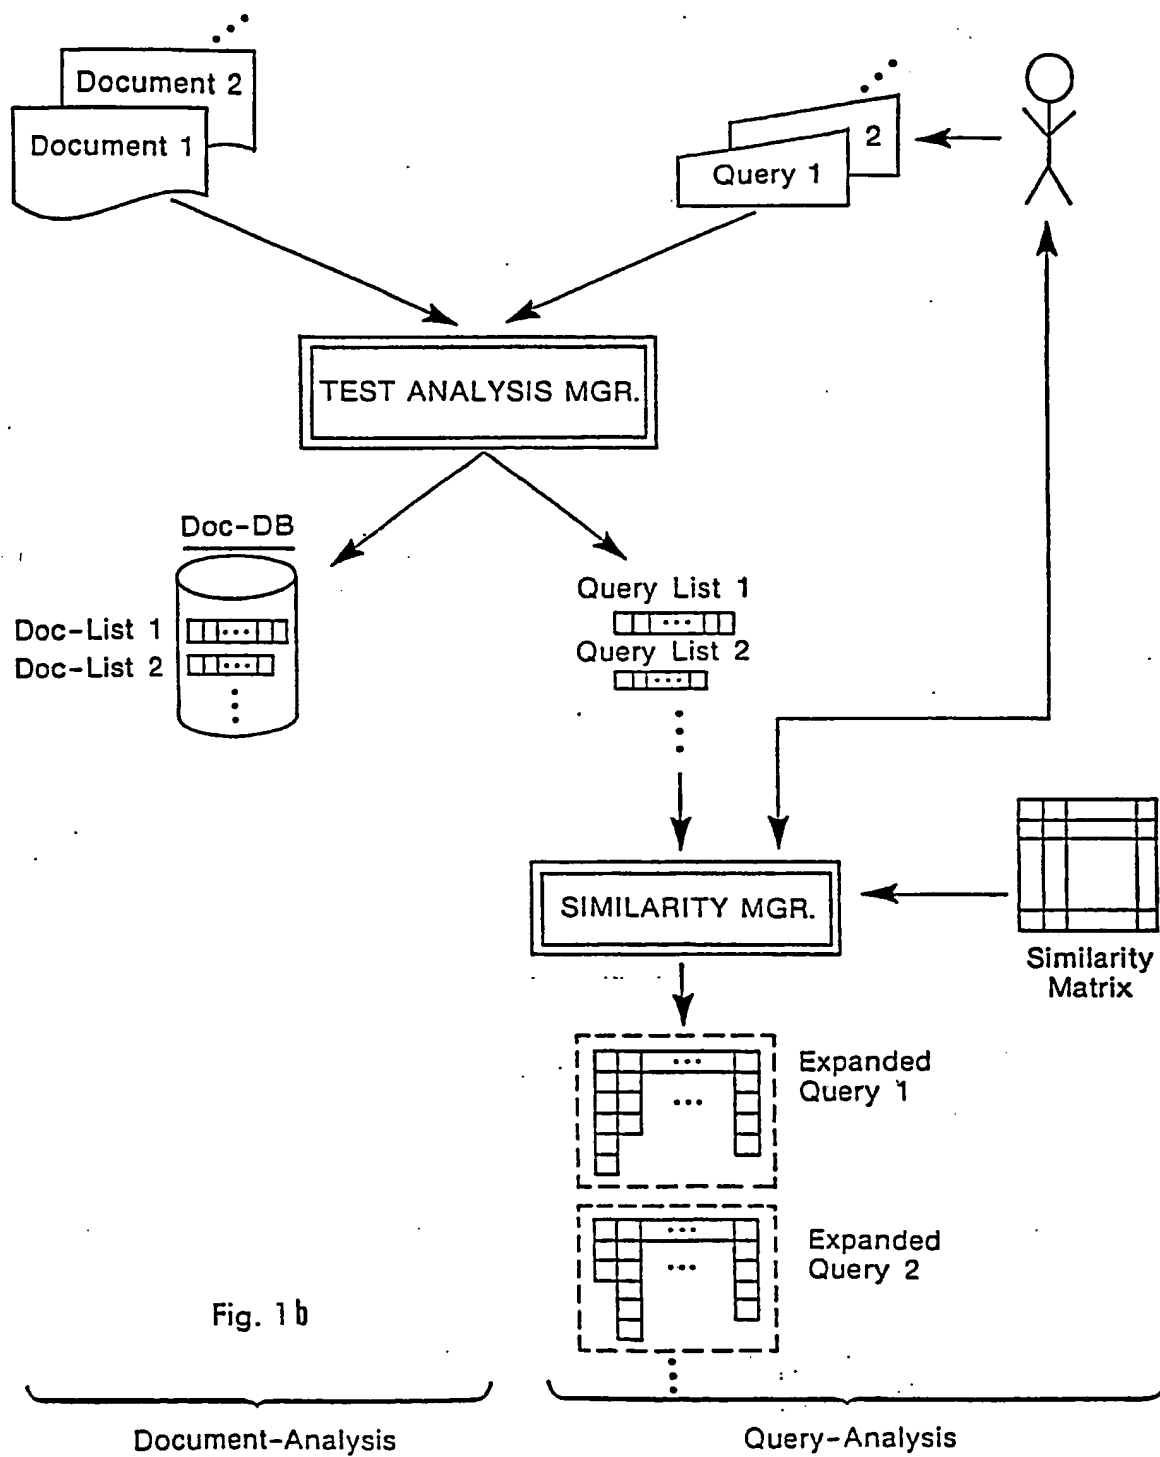 Document 2
Document 1
2
Query 1
TEST ANALYSIS MGR.
Doc-DB
Doc-List 1
Doc-List 2
Query List 1
Query List 2
SIMILARITY MGR.
Similarity
Matrix
Expanded
Query 1
Expanded
Query 2
Fig. 1b
Document-Analysis
Query-Analysis